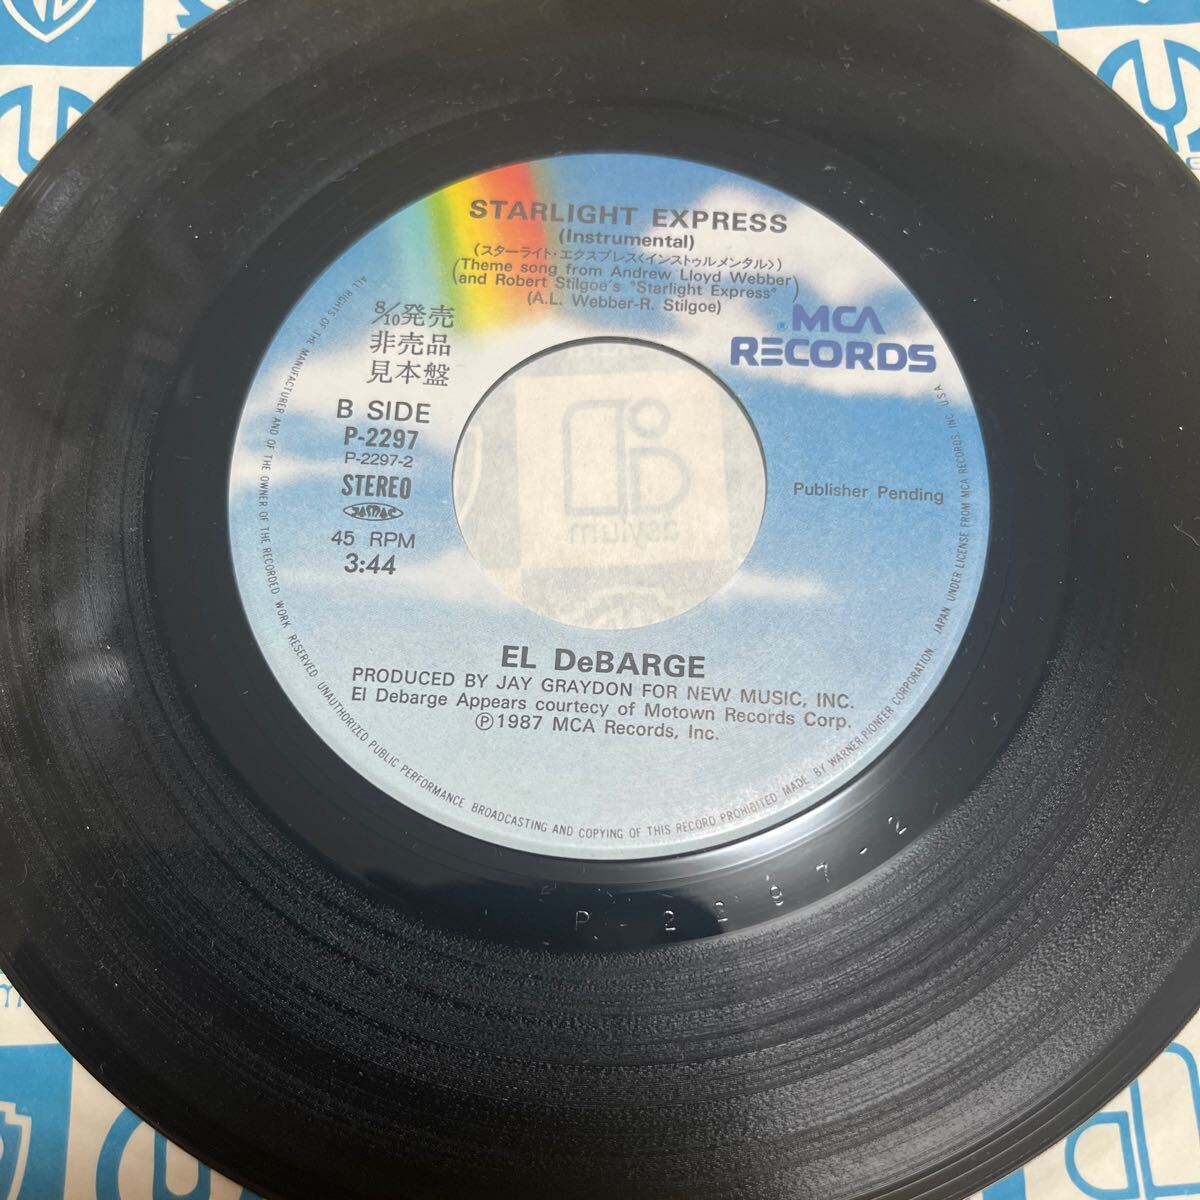 STARLIGHT EXPRESS
(Instrumental)
(スターライト・エクスプレス<インストゥルメンタル>)
(Theme song from Andrew Lloyd Webber
and Robert Stilgoe's "Starlight Express")
(A.L. Webber-R. Stilgoe)
MCA
RECORDS
8/10発売
非売品
見本盤
B SIDE
P-2297
P-2297-2
STEREO
JASRAC
45 RPM
3:44
Publisher Pending
asylum
EL DeBARGE
PRODUCED BY JAY GRAYDON FOR NEW MUSIC, INC.
El Debarge Appears courtesy of Motown Records Corp.
Ⓟ1987 MCA Records, Inc.
ALL RIGHTS OF THE MANUFACTURER AND OF THE OWNER OF THE RECORDED WORK RESERVED UNAUTHORIZED PUBLIC PERFORMANCE BROADCASTING AND COPYING OF THIS RECORD PROHIBITED MADE BY WARNER-PIONEER CORPORATION, JAPAN UNDER LICENSE FROM MCA RECORDS INC. U.S.A.
P-2297-2